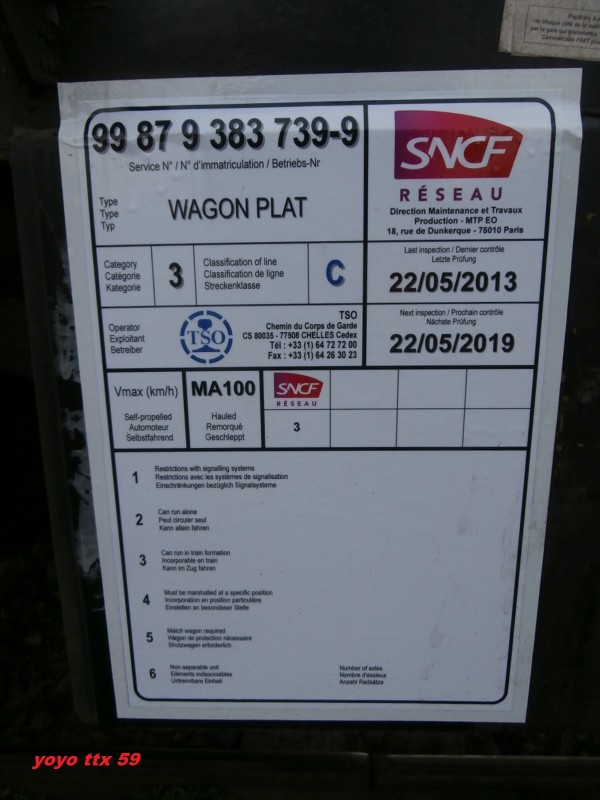 99 87 9 383 739-9
Service N° / N° d'immatriculation / Betriebs-Nr
Type
Type
Typ
WAGON PLAT
SNCF
RÉSEAU
Direction Maintenance et Travaux
Production - MTP EO
18, rue de Dunkerque - 75010 Paris
Category
Catégorie
Kategorie
3
Classification of line
Classification de ligne
Streckenklasse
C
Last inspection / Dernier contrôle
Letzte Prüfung
22/05/2013
Operator
Exploitant
Betreiber
TSO
TSO
Chemin du Corps de Garde
CS 80035 - 77508 CHELLES Cedex
Tél : +33 (1) 64 72 72 00
Fax : +33 (1) 64 26 30 23
Next inspection / Prochain contrôle
Nächste Prüfung
22/05/2019
Vmax (km/h)
MA100
SNCF
RÉSEAU
Self-propelled
Automoteur
Selbstfahrend
Hauled
Remorqué
Geschleppt
3
1
Restrictions with signalling systems
Restrictions avec les systèmes de signalisation
Einschränkungen bezüglich Signalsysteme
2
Can run alone
Peut circuler seul
Kann allein fahren
3
Can run in train formation
Incorporable en train
Kann im Zug fahren
4
Must be marshalled at a specific position
Incorporation en position particulière
Einstellen an besondeser Stelle
5
Match wagon required
Wagon de protection nécessaire
Shutzwagen erforderlich
6
Non-separable unit
Eléments indissociables
Untrennbare Einheit
Number of axles
Nombre d'essieux
Anzahl Radsätze
yoyo ttx 59